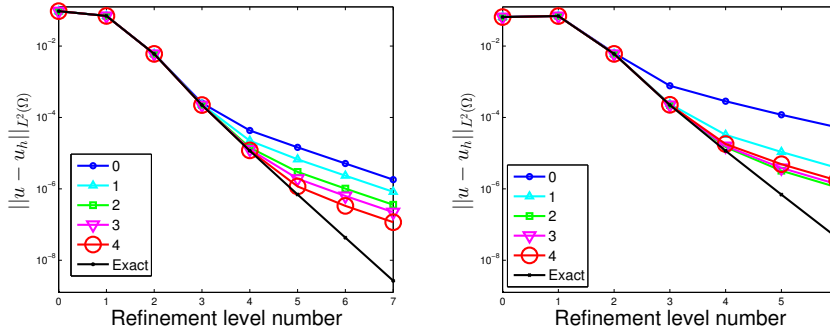 ||u − u_h||_{L²(Ω)}
10⁻²
10⁻⁴
10⁻⁶
10⁻⁸
0
1
2
3
4
Exact
0 1 2 3 4 5 6 7
Refinement level number
||u − u_h||_{L²(Ω)}
10⁻²
10⁻⁴
10⁻⁶
10⁻⁸
0
1
2
3
4
Exact
0 1 2 3 4 5
Refinement level number